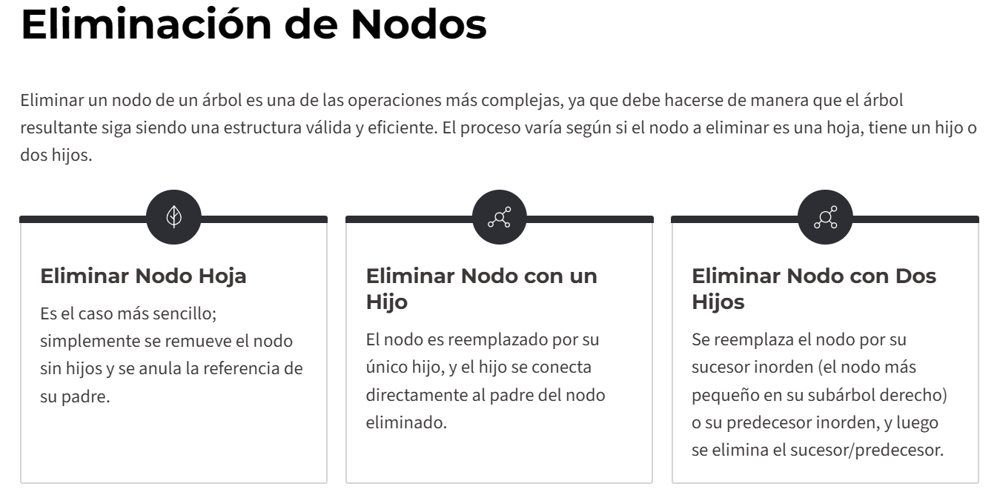 Eliminación de Nodos
Eliminar un nodo de un árbol es una de las operaciones más complejas, ya que debe hacerse de manera que el árbol
resultante siga siendo una estructura válida y eficiente. El proceso varía según si el nodo a eliminar es una hoja, tiene un hijo o
dos hijos.
Eliminar Nodo Hoja
Es el caso más sencillo;
simplemente se remueve el nodo
sin hijos y se anula la referencia de
su padre.
Eliminar Nodo con un
Hijo
El nodo es reemplazado por su
único hijo, y el hijo se conecta
directamente al padre del nodo
eliminado.
Eliminar Nodo con Dos
Hijos
Se reemplaza el nodo por su
sucesor inorden (el nodo más
pequeño en su subárbol derecho)
o su predecesor inorden, y luego
se elimina el sucesor/predecesor.